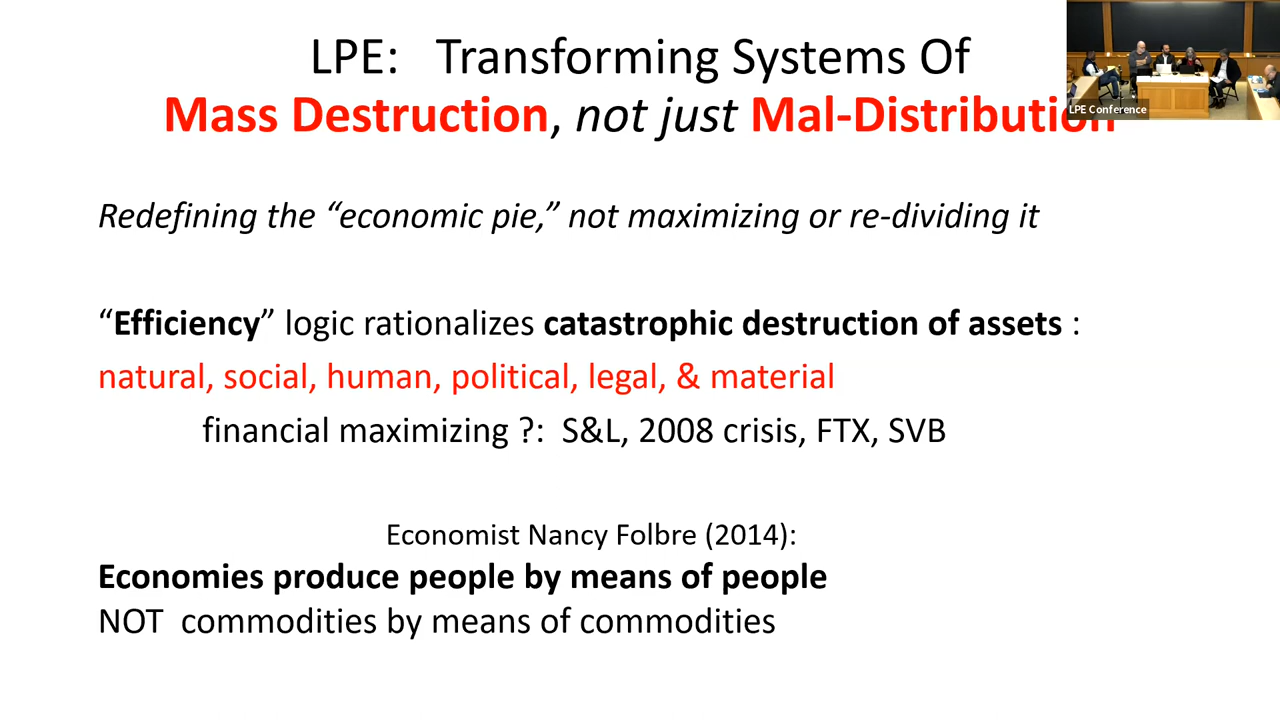 LPE: Transforming Systems Of
Mass Destruction, not just Mal-Distribution
LPE Conference
Redefining the “economic pie,” not maximizing or re-dividing it
“Efficiency” logic rationalizes catastrophic destruction of assets :
natural, social, human, political, legal, & material
financial maximizing ?: S&L, 2008 crisis, FTX, SVB
Economist Nancy Folbre (2014):
Economies produce people by means of people
NOT commodities by means of commodities